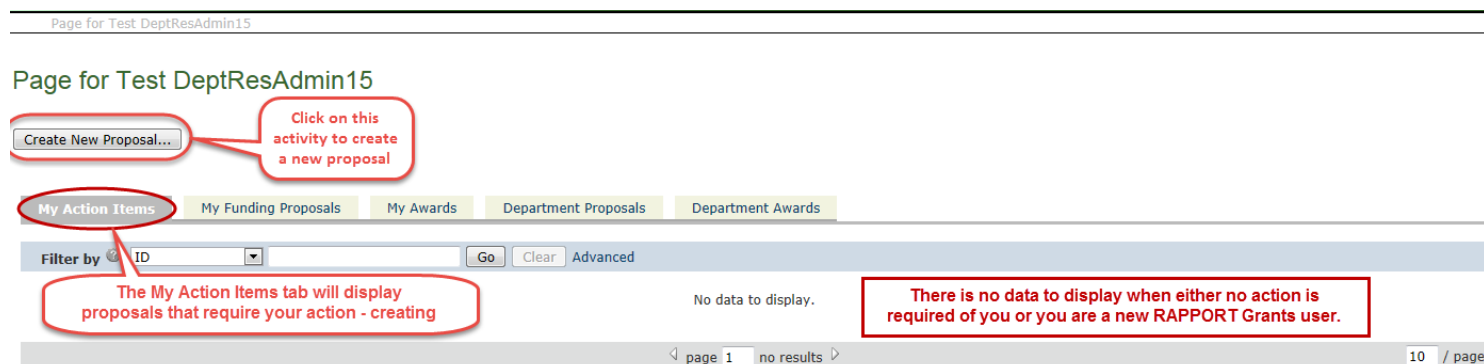 Page for Test DeptResAdmin15
Page for Test DeptResAdmin15
Create New Proposal...
Click on this
activity to create
a new proposal
My Action Items My Funding Proposals My Awards Department Proposals Department Awards
Filter by ID Go Clear Advanced
The My Action Items tab will display
proposals that require your action - creating
No data to display.
There is no data to display when either no action is
required of you or you are a new RAPPORT Grants user.
page 1 no results 10 / page